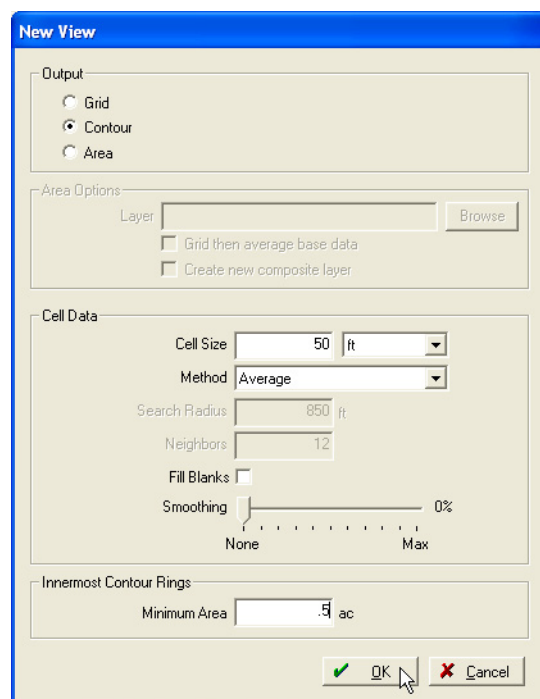 New View
Output
Grid
Contour
Area
Area Options
Layer Browse
Grid then average base data
Create new composite layer
Cell Data
Cell Size 50 ft
Method Average
Search Radius 850 ft
Neighbors 12
Fill Blanks
Smoothing 0%
None Max
Innermost Contour Rings
Minimum Area .5 ac
OK Cancel